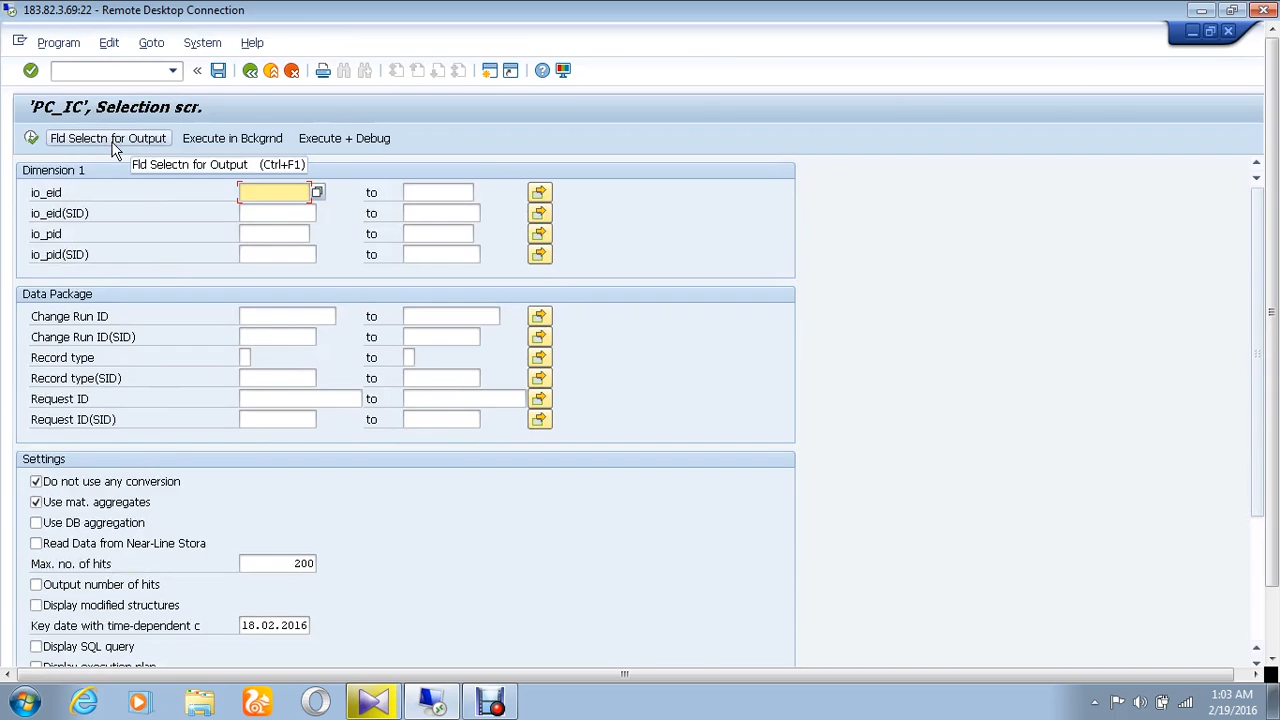 183.82.3.69:22 - Remote Desktop Connection
Program Edit Goto System Help
'PC_IC', Selection scr.
Fld Selectn for Output Execute in Bckgrnd Execute + Debug
Fld Selectn for Output (Ctrl+F1)
Dimension 1
io_eid to
io_eid(SID) to
io_pid to
io_pid(SID) to
Data Package
Change Run ID to
Change Run ID(SID) to
Record type to
Record type(SID) to
Request ID to
Request ID(SID) to
Settings
Do not use any conversion
Use mat. aggregates
Use DB aggregation
Read Data from Near-Line Stora
Max. no. of hits 200
Output number of hits
Display modified structures
Key date with time-dependent c 18.02.2016
Display SQL query
Display execution plan
1:03 AM
2/19/2016